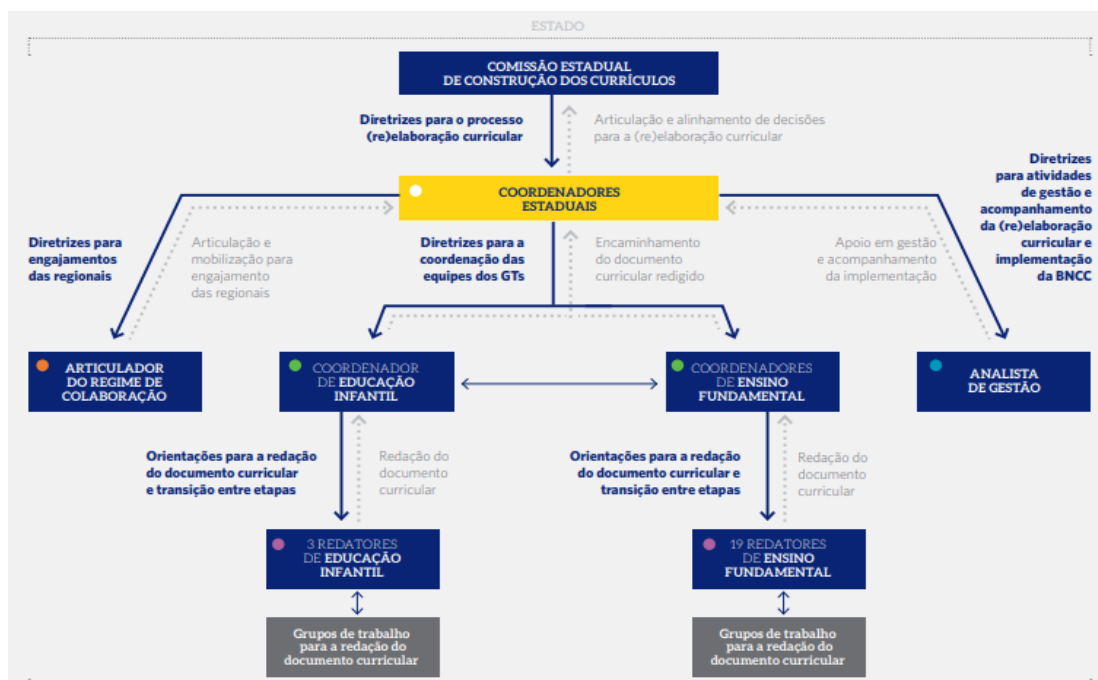 ESTADO
COMISSÃO ESTADUAL
DE CONSTRUÇÃO DOS CURRÍCULOS
Diretrizes para o processo
(re)elaboração curricular
Articulação e alinhamento de decisões
para a (re)elaboração curricular
COORDENADORES
ESTADUAIS
Diretrizes para
engajamentos
das regionais
Articulação e
mobilização para
engajamento
das regionais
Diretrizes para a
coordenação das
equipes dos GTs
Encaminhamento
do documento
curricular redigido
Apoio em gestão
e acompanhamento
da implementação
Diretrizes
para atividades
de gestão e
acompanhamento
da (re)elaboração
curricular e
implementação
da BNCC
ARTICULADOR
DO REGIME DE
COLABORAÇÃO
COORDENADOR
DE EDUCAÇÃO
INFANTIL
COORDENADORES
DE ENSINO
FUNDAMENTAL
ANALISTA
DE GESTÃO
Orientações para a redação
do documento curricular
e transição entre etapas
Redação do
documento
curricular
Orientações para a redação
do documento curricular e
transição entre etapas
Redação do
documento
curricular
3 REDATORES
DE EDUCAÇÃO
INFANTIL
19 REDATORES
DE ENSINO
FUNDAMENTAL
Grupos de trabalho
para a redação do
documento curricular
Grupos de trabalho
para a redação do
documento curricular